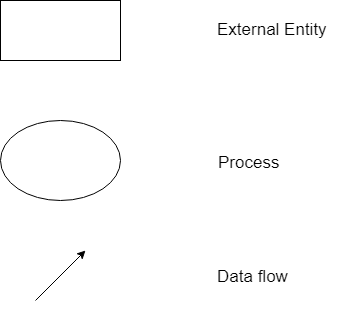 External Entity
Process
Data flow